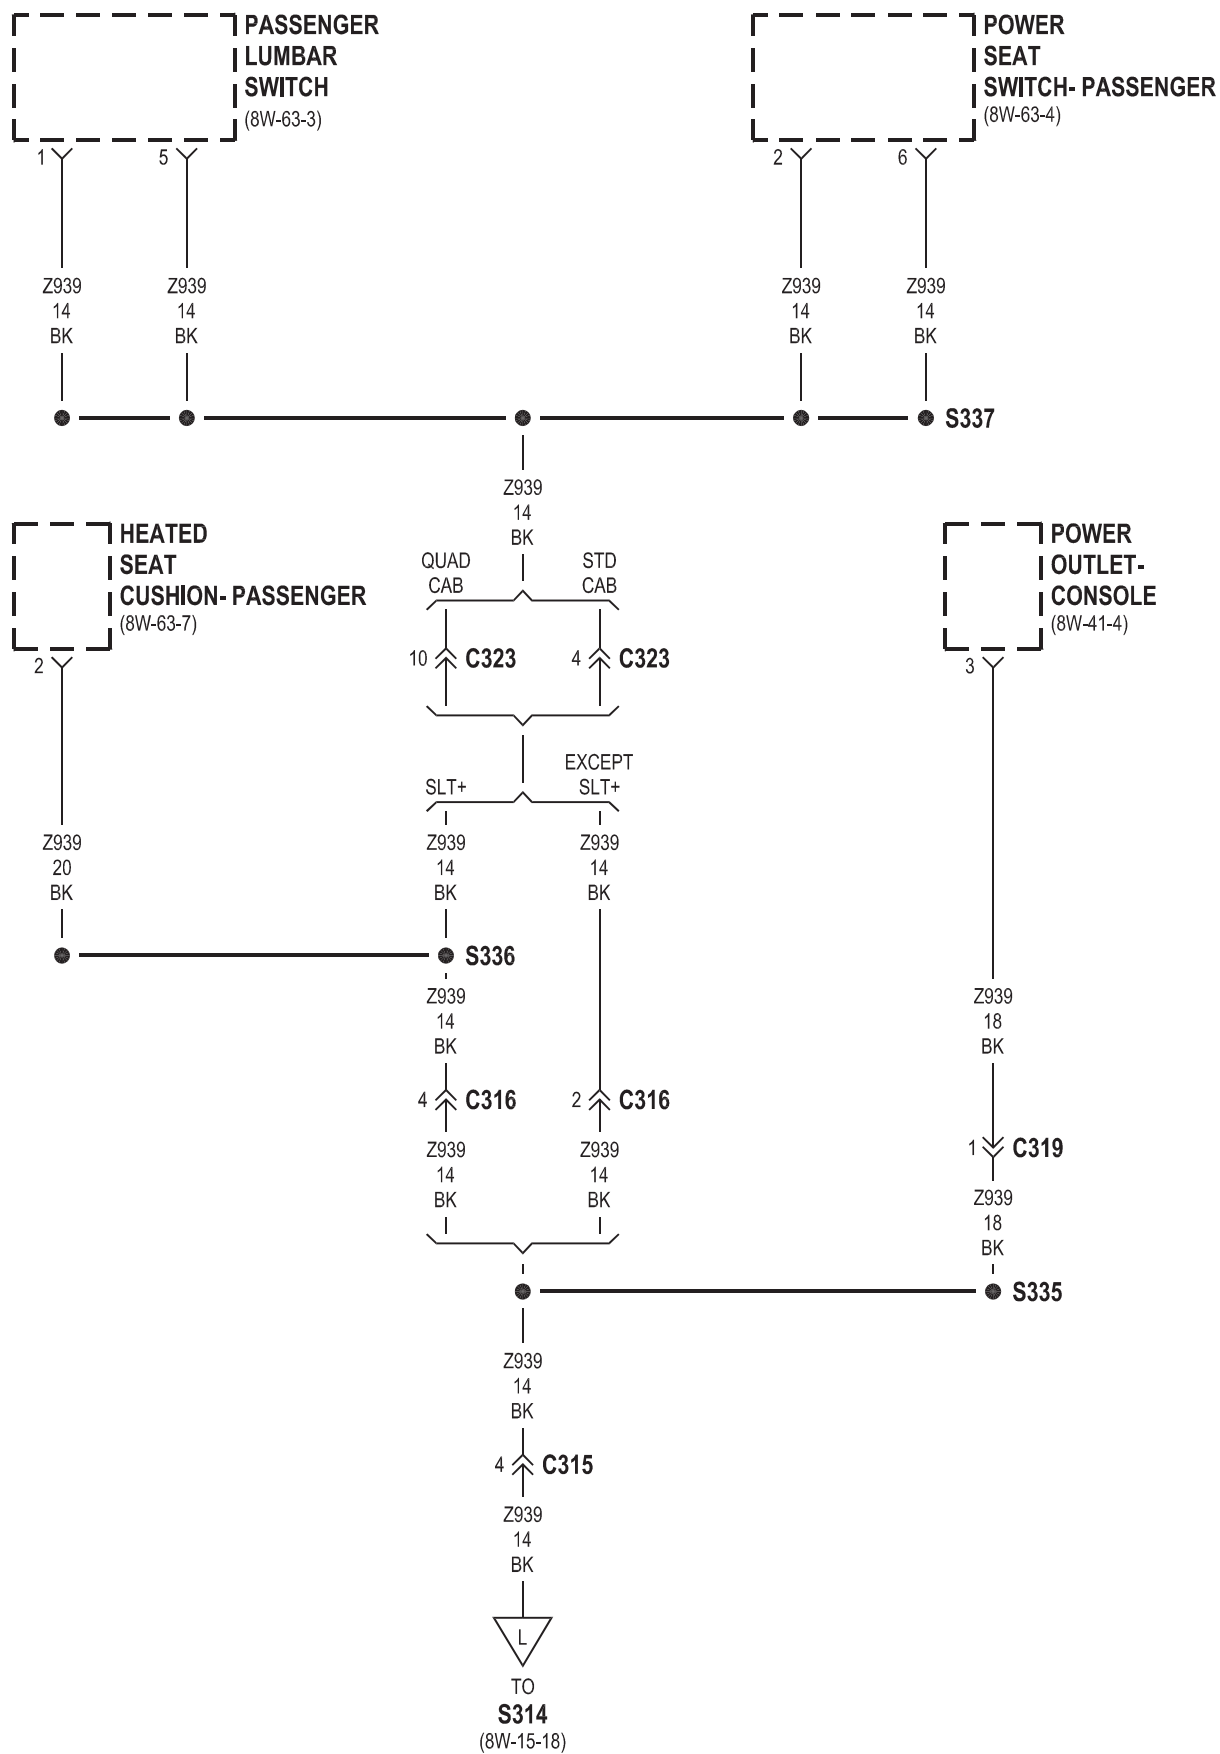 PASSENGER
LUMBAR
SWITCH
(8W-63-3)
POWER
SEAT
SWITCH- PASSENGER
(8W-63-4)
1
5
2
6
Z939
14
BK
Z939
14
BK
Z939
14
BK
Z939
14
BK
S337
Z939
14
BK
HEATED
SEAT
CUSHION- PASSENGER
(8W-63-7)
QUAD
CAB
STD
CAB
POWER
OUTLET-
CONSOLE
(8W-41-4)
2
10
C323
4
C323
3
SLT+
EXCEPT
SLT+
Z939
20
BK
Z939
14
BK
Z939
14
BK
S336
Z939
14
BK
Z939
18
BK
4
C316
2
C316
1
C319
Z939
14
BK
Z939
14
BK
Z939
18
BK
S335
Z939
14
BK
4
C315
Z939
14
BK
L
TO
S314
(8W-15-18)